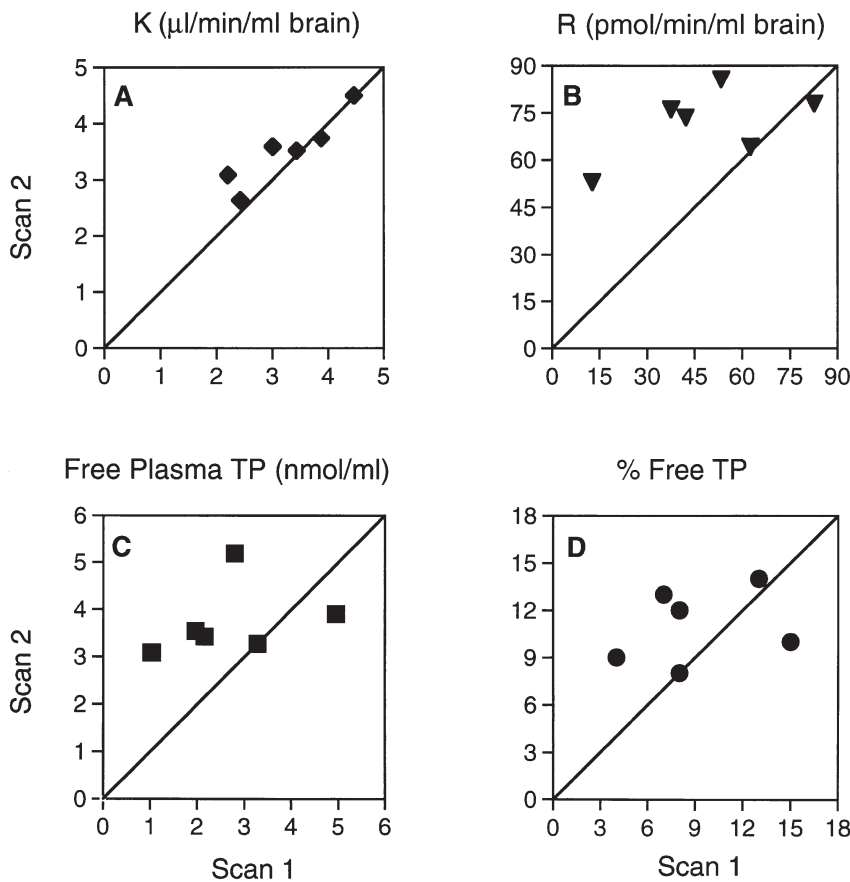 K (μl/min/ml brain)
R (pmol/min/ml brain)
A
5
4
3
2
1
0
Scan 2
0 1 2 3 4 5
B
90
75
60
45
30
15
0
0 15 30 45 60 75 90
Free Plasma TP (nmol/ml)
% Free TP
C
6
5
4
3
2
1
0
Scan 2
0 1 2 3 4 5 6
Scan 1
D
18
15
12
9
6
3
0
0 3 6 9 12 15 18
Scan 1